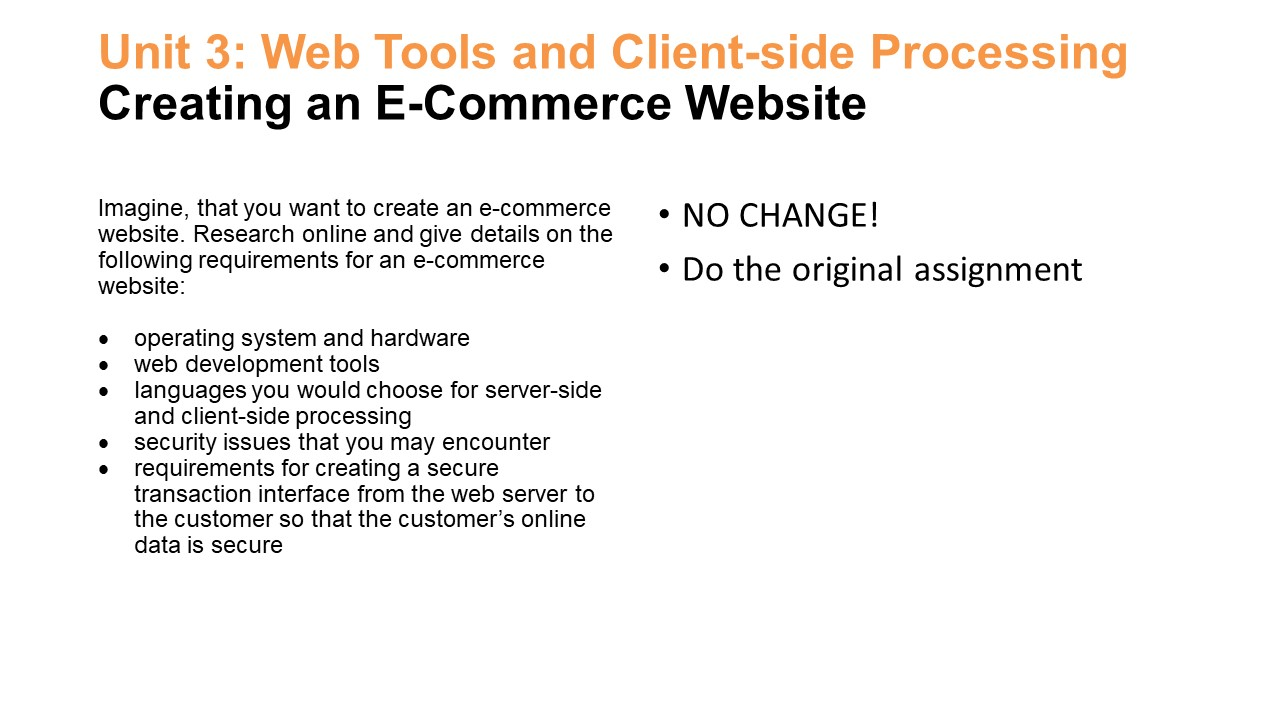 Unit 3: Web Tools and Client-side Processing
Creating an E-Commerce Website
Imagine, that you want to create an e-commerce
website. Research online and give details on the
following requirements for an e-commerce
website:
• operating system and hardware
• web development tools
• languages you would choose for server-side
and client-side processing
• security issues that you may encounter
• requirements for creating a secure
transaction interface from the web server to
the customer so that the customer’s online
data is secure
• NO CHANGE!
• Do the original assignment